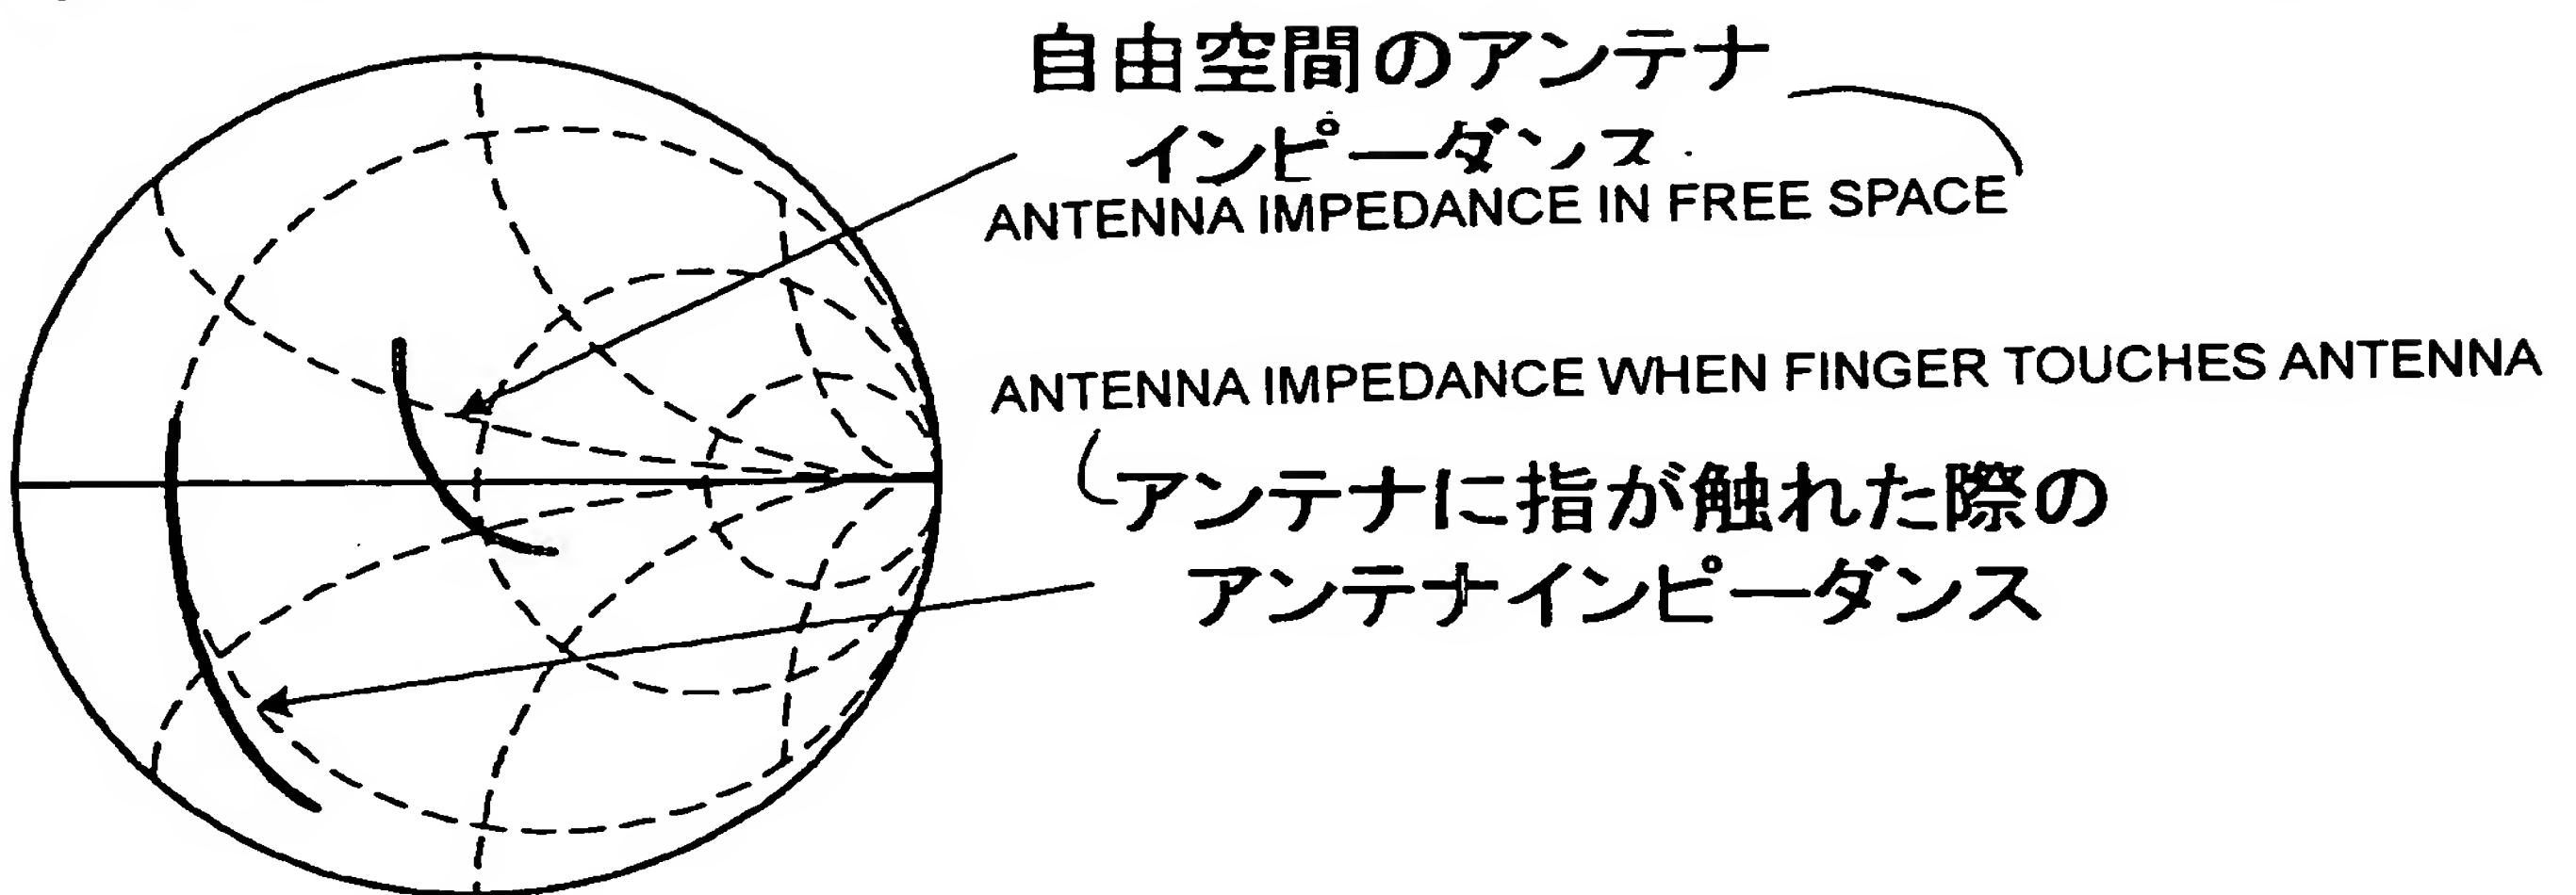 自由空間のアンテナ
インピーダンス
ANTENNA IMPEDANCE IN FREE SPACE
ANTENNA IMPEDANCE WHEN FINGER TOUCHES ANTENNA
アンテナに指が触れた際の
アンテナインピーダンス